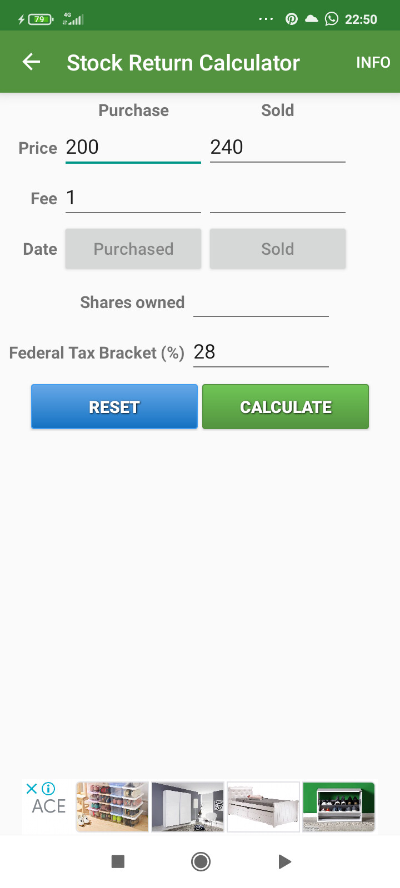 79 4G ... 22:50
Stock Return Calculator INFO
Purchase Sold
Price 200 240
Fee 1
Date Purchased Sold
Shares owned
Federal Tax Bracket (%) 28
RESET CALCULATE
ACE